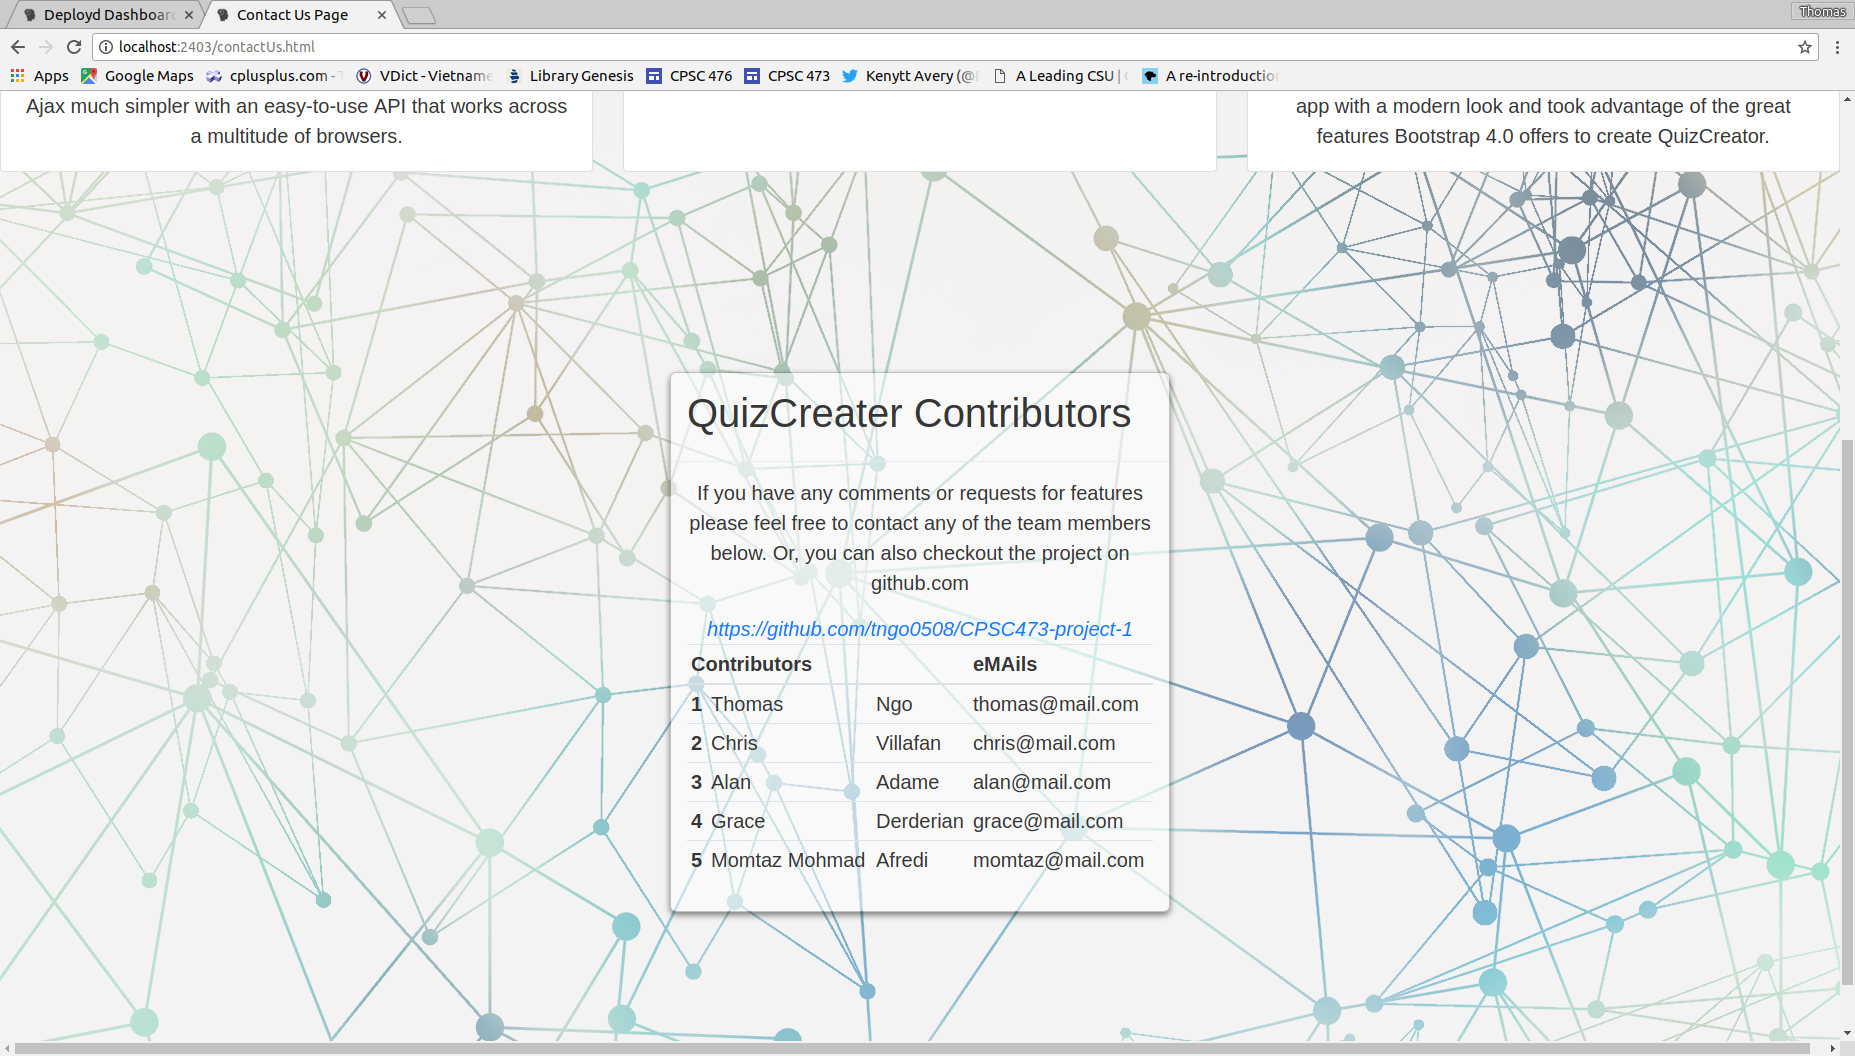 Deployd Dashboar
Contact Us Page
Thomas
localhost:2403/contactUs.html
Apps
Google Maps
cplusplus.com -
VDict - Vietname
Library Genesis
CPSC 476
CPSC 473
Kenytt Avery (@
A Leading CSU |
A re-introductio
Ajax much simpler with an easy-to-use API that works across
a multitude of browsers.
app with a modern look and took advantage of the great
features Bootstrap 4.0 offers to create QuizCreator.
QuizCreater Contributors
If you have any comments or requests for features
please feel free to contact any of the team members
below. Or, you can also checkout the project on
github.com
https://github.com/tngo0508/CPSC473-project-1
Contributors eMAils
1 Thomas Ngo thomas@mail.com
2 Chris Villafan chris@mail.com
3 Alan Adame alan@mail.com
4 Grace Derderian grace@mail.com
5 Momtaz Mohmad Afredi momtaz@mail.com